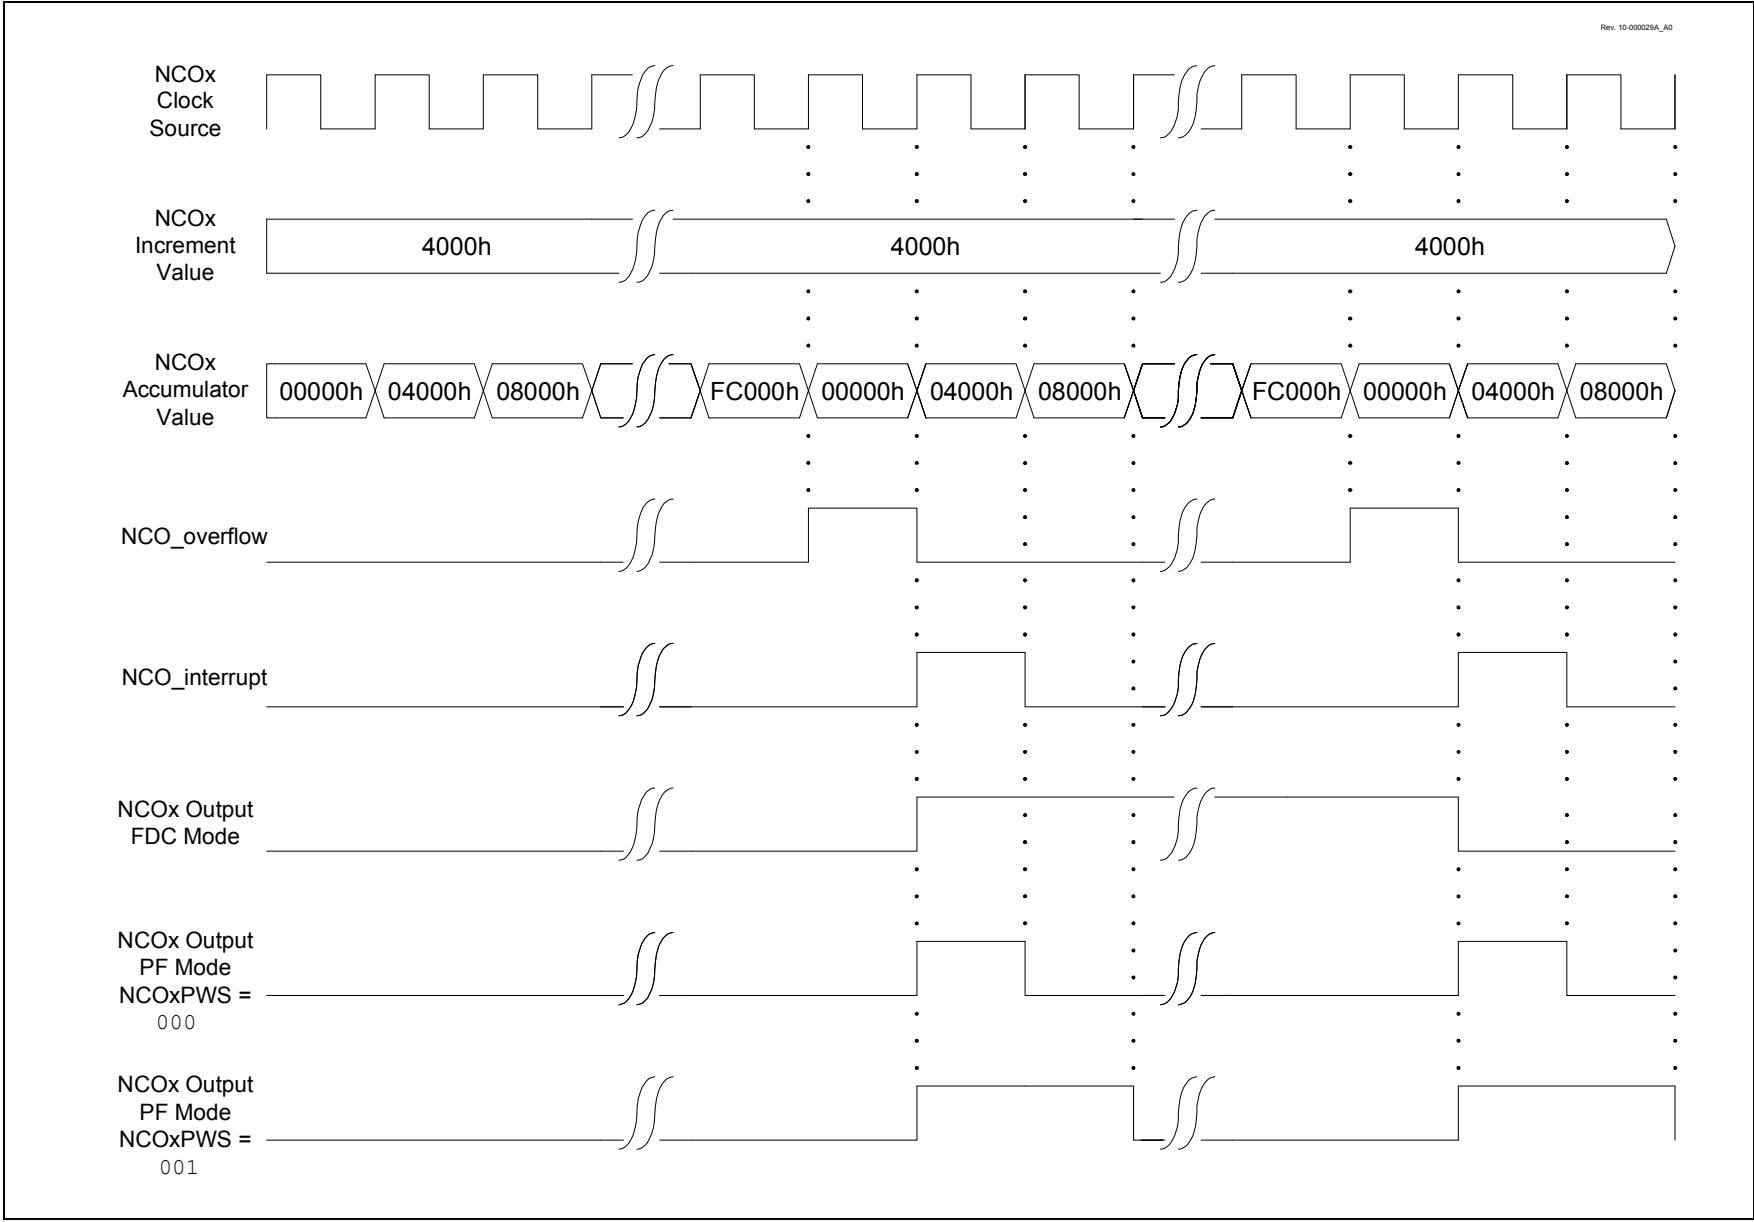 Rev. 10-000029A_A0
NCOx
Clock
Source
NCOx
Increment
Value
4000h 4000h 4000h
NCOx
Accumulator
Value
00000h 04000h 08000h FC000h 00000h 04000h 08000h FC000h 00000h 04000h 08000h
NCO_overflow
NCO_interrupt
NCOx Output
FDC Mode
NCOx Output
PF Mode
NCOxPWS =
000
NCOx Output
PF Mode
NCOxPWS =
001